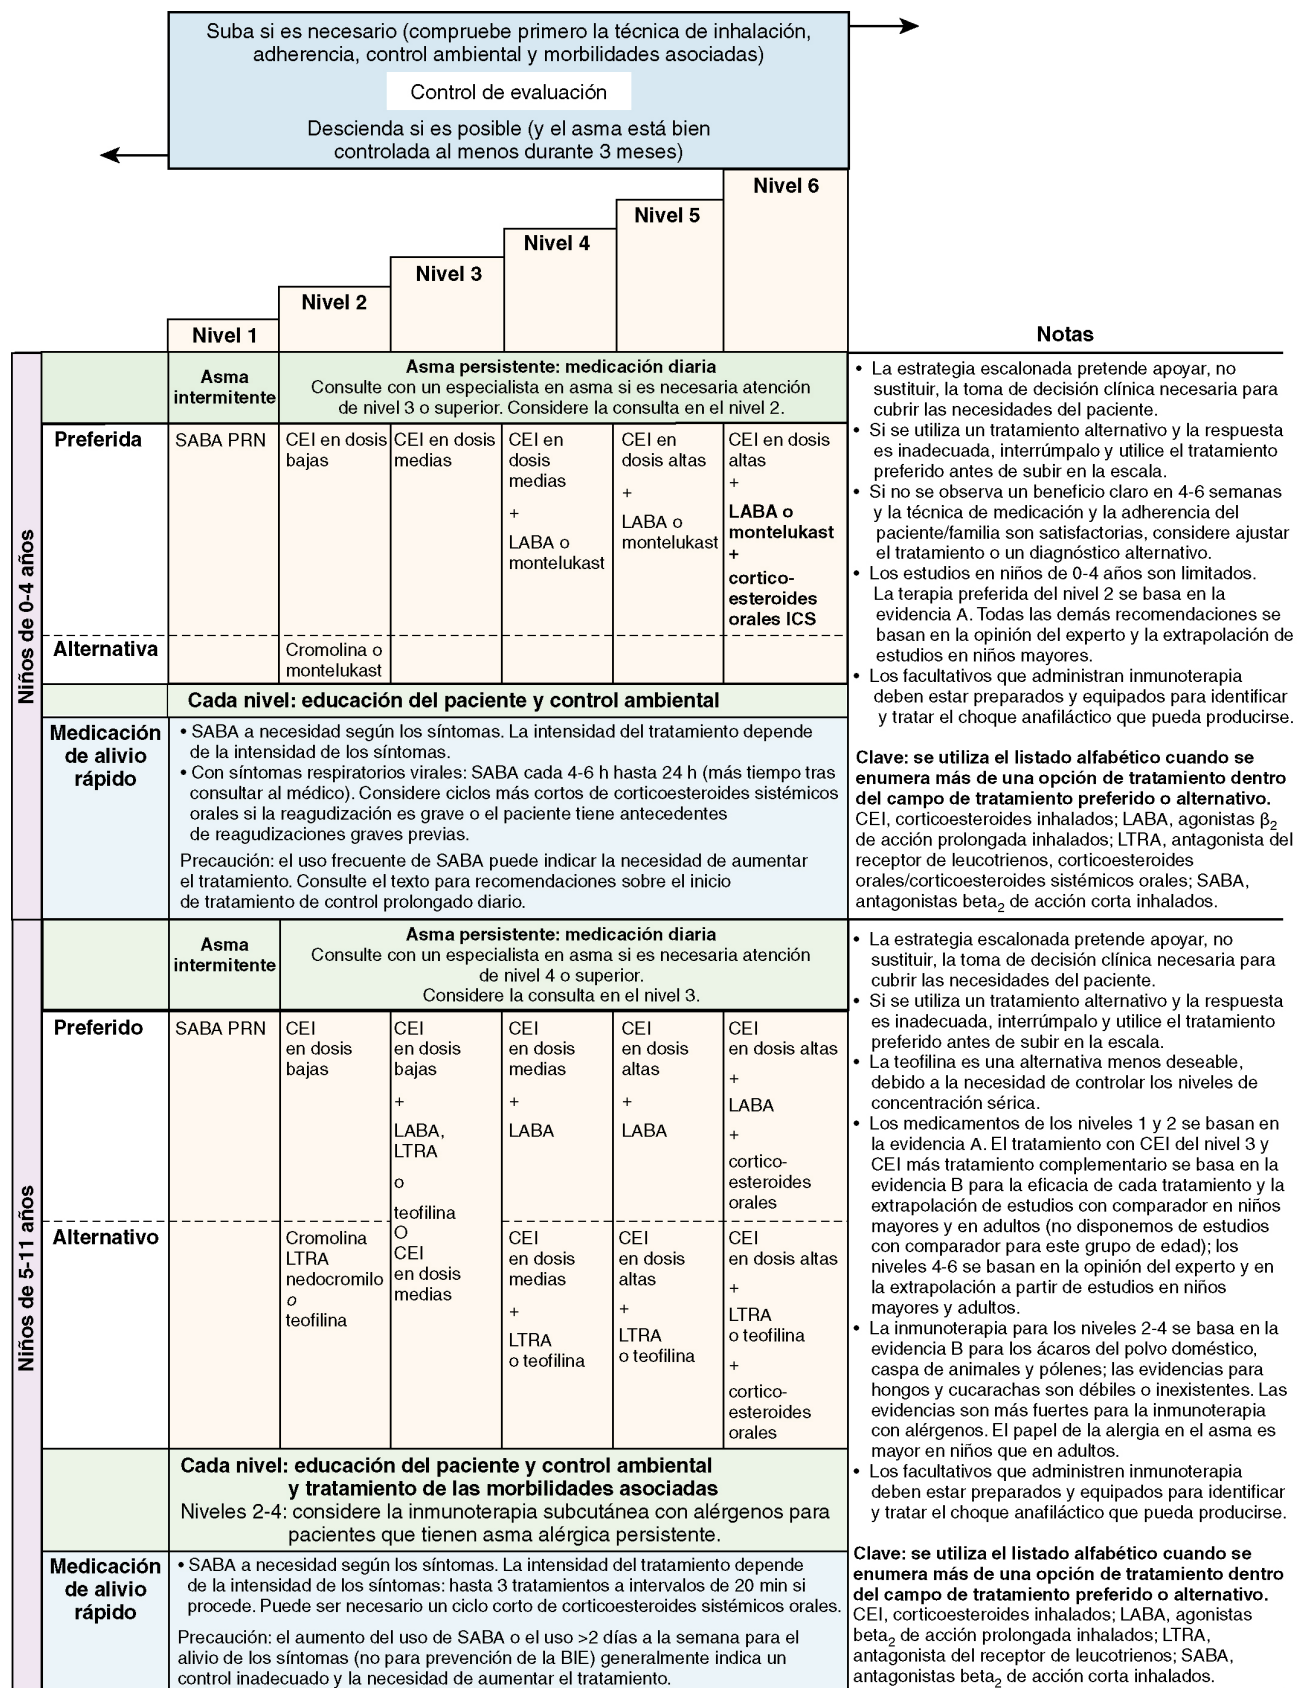 Suba si es necesario (compruebe primero la técnica de inhalación,
adherencia, control ambiental y morbilidades asociadas)
Control de evaluación
Descienda si es posible (y el asma está bien
controlada al menos durante 3 meses)
Nivel 6
Nivel 5
Nivel 4
Nivel 3
Nivel 2
Nivel 1
Notas
Niños de 0-4 años
Asma
intermitente
Asma persistente: medicación diaria
Consulte con un especialista en asma si es necesaria atención
de nivel 3 o superior. Considere la consulta en el nivel 2.
Preferida
SABA PRN
CEI en dosis
bajas
CEI en dosis
medias
CEI en
dosis
medias
+
LABA o
montelukast
CEI en
dosis altas
+
LABA o
montelukast
CEI en dosis
altas
+
LABA o
montelukast
+
cortico-
esteroides
orales ICS
Alternativa
Cromolina o
montelukast
Cada nivel: educación del paciente y control ambiental
Medicación
de alivio
rápido
• SABA a necesidad según los síntomas. La intensidad del tratamiento depende
de la intensidad de los síntomas.
• Con síntomas respiratorios virales: SABA cada 4-6 h hasta 24 h (más tiempo tras
consultar al médico). Considere ciclos más cortos de corticoesteroides sistémicos
orales si la reagudización es grave o el paciente tiene antecedentes
de reagudizaciones graves previas.
Precaución: el uso frecuente de SABA puede indicar la necesidad de aumentar
el tratamiento. Consulte el texto para recomendaciones sobre el inicio
de tratamiento de control prolongado diario.
• La estrategia escalonada pretende apoyar, no
sustituir, la toma de decisión clínica necesaria para
cubrir las necesidades del paciente.
• Si se utiliza un tratamiento alternativo y la respuesta
es inadecuada, interrúmpalo y utilice el tratamiento
preferido antes de subir en la escala.
• Si no se observa un beneficio claro en 4-6 semanas
y la técnica de medicación y la adherencia del
paciente/familia son satisfactorias, considere ajustar
el tratamiento o un diagnóstico alternativo.
• Los estudios en niños de 0-4 años son limitados.
La terapia preferida del nivel 2 se basa en la
evidencia A. Todas las demás recomendaciones se
basan en la opinión del experto y la extrapolación de
estudios en niños mayores.
• Los facultativos que administran inmunoterapia
deben estar preparados y equipados para identificar
y tratar el choque anafiláctico que pueda producirse.
Clave: se utiliza el listado alfabético cuando se
enumera más de una opción de tratamiento dentro
del campo de tratamiento preferido o alternativo.
CEI, corticoesteroides inhalados; LABA, agonistas β₂
de acción prolongada inhalados; LTRA, antagonista del
receptor de leucotrienos, corticoesteroides
orales/corticoesteroides sistémicos orales; SABA,
antagonistas beta₂ de acción corta inhalados.
Niños de 5-11 años
Asma
intermitente
Asma persistente: medicación diaria
Consulte con un especialista en asma si es necesaria atención
de nivel 4 o superior.
Considere la consulta en el nivel 3.
Preferido
SABA PRN
CEI
en dosis
bajas
CEI
en dosis
bajas
+
LABA,
LTRA
o
teofilina
O
CEI
en dosis
medias
CEI
en dosis
medias
+
LABA
CEI
en dosis
altas
+
LABA
CEI
en dosis altas
+
LABA
+
cortico-
esteroides
orales
Alternativo
Cromolina
LTRA
nedocromilo
o
teofilina
CEI
en dosis
medias
+
LTRA
o teofilina
CEI
en dosis
altas
+
LTRA
o teofilina
CEI
en dosis altas
+
LTRA
o teofilina
+
cortico-
esteroides
orales
Cada nivel: educación del paciente y control ambiental
y tratamiento de las morbilidades asociadas
Niveles 2-4: considere la inmunoterapia subcutánea con alérgenos para
pacientes que tienen asma alérgica persistente.
Medicación
de alivio
rápido
• SABA a necesidad según los síntomas. La intensidad del tratamiento depende
de la intensidad de los síntomas: hasta 3 tratamientos a intervalos de 20 min si
procede. Puede ser necesario un ciclo corto de corticoesteroides sistémicos orales.
Precaución: el aumento del uso de SABA o el uso >2 días a la semana para el
alivio de los síntomas (no para prevención de la BIE) generalmente indica un
control inadecuado y la necesidad de aumentar el tratamiento.
• La estrategia escalonada pretende apoyar, no
sustituir, la toma de decisión clínica necesaria para
cubrir las necesidades del paciente.
• Si se utiliza un tratamiento alternativo y la respuesta
es inadecuada, interrúmpalo y utilice el tratamiento
preferido antes de subir en la escala.
• La teofilina es una alternativa menos deseable,
debido a la necesidad de controlar los niveles de
concentración sérica.
• Los medicamentos de los niveles 1 y 2 se basan en
la evidencia A. El tratamiento con CEI del nivel 3 y
CEI más tratamiento complementario se basa en la
evidencia B para la eficacia de cada tratamiento y la
extrapolación de estudios con comparador en niños
mayores y en adultos (no disponemos de estudios
con comparador para este grupo de edad); los
niveles 4-6 se basan en la opinión del experto y en
la extrapolación a partir de estudios en niños
mayores y adultos.
• La inmunoterapia para los niveles 2-4 se basa en la
evidencia B para los ácaros del polvo doméstico,
caspa de animales y pólenes; las evidencias para
hongos y cucarachas son débiles o inexistentes. Las
evidencias son más fuertes para la inmunoterapia
con alérgenos. El papel de la alergia en el asma es
mayor en niños que en adultos.
• Los facultativos que administren inmunoterapia
deben estar preparados y equipados para identificar
y tratar el choque anafiláctico que pueda producirse.
Clave: se utiliza el listado alfabético cuando se
enumera más de una opción de tratamiento dentro
del campo de tratamiento preferido o alternativo.
CEI, corticoesteroides inhalados; LABA, agonistas
beta₂ de acción prolongada inhalados; LTRA,
antagonista del receptor de leucotrienos; SABA,
antagonistas beta₂ de acción corta inhalados.